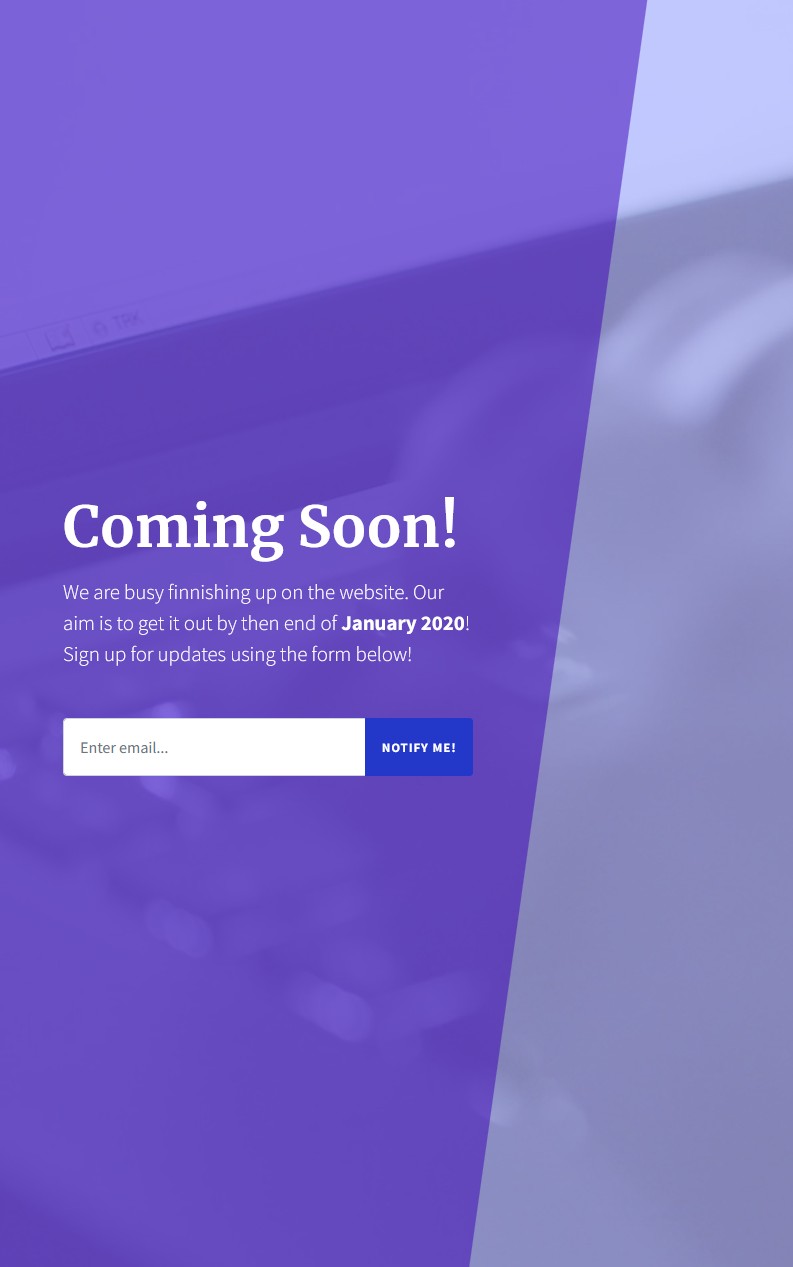 TRK
Coming Soon!
We are busy finnishing up on the website. Our
aim is to get it out by then end of January 2020!
Sign up for updates using the form below!
Enter email...
NOTIFY ME!